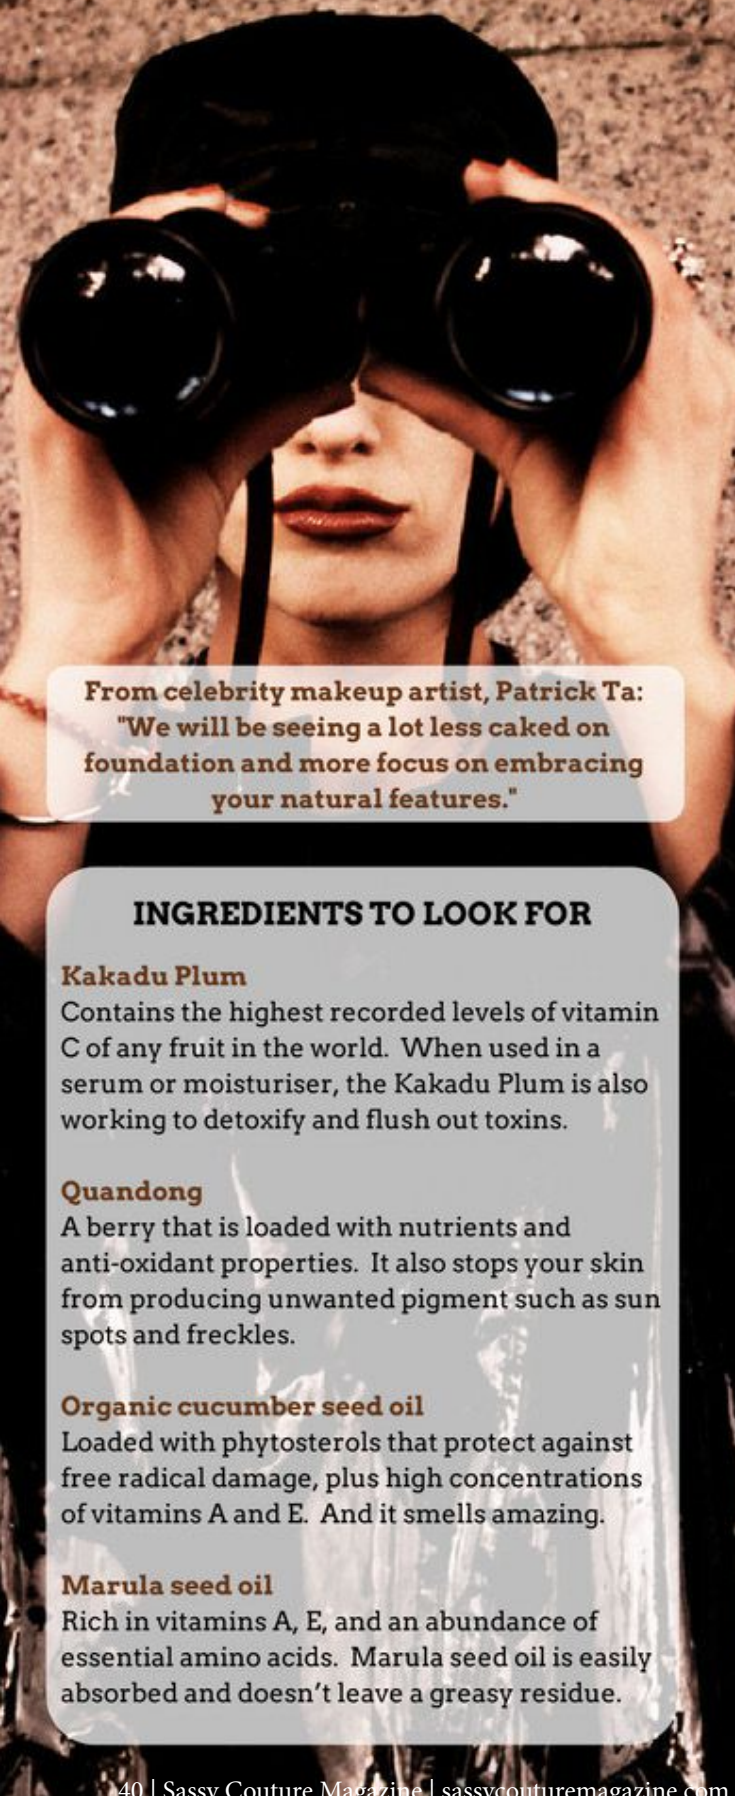 From celebrity makeup artist, Patrick Ta:
"We will be seeing a lot less caked on
foundation and more focus on embracing
your natural features."
INGREDIENTS TO LOOK FOR
Kakadu Plum
Contains the highest recorded levels of vitamin
C of any fruit in the world.  When used in a
serum or moisturiser, the Kakadu Plum is also
working to detoxify and flush out toxins.
Quandong
A berry that is loaded with nutrients and
anti-oxidant properties.  It also stops your skin
from producing unwanted pigment such as sun
spots and freckles.
Organic cucumber seed oil
Loaded with phytosterols that protect against
free radical damage, plus high concentrations
of vitamins A and E.  And it smells amazing.
Marula seed oil
Rich in vitamins A, E, and an abundance of
essential amino acids.  Marula seed oil is easily
absorbed and doesn’t leave a greasy residue.
40 | Sassy Couture Magazine | sassycouturemagazine.com